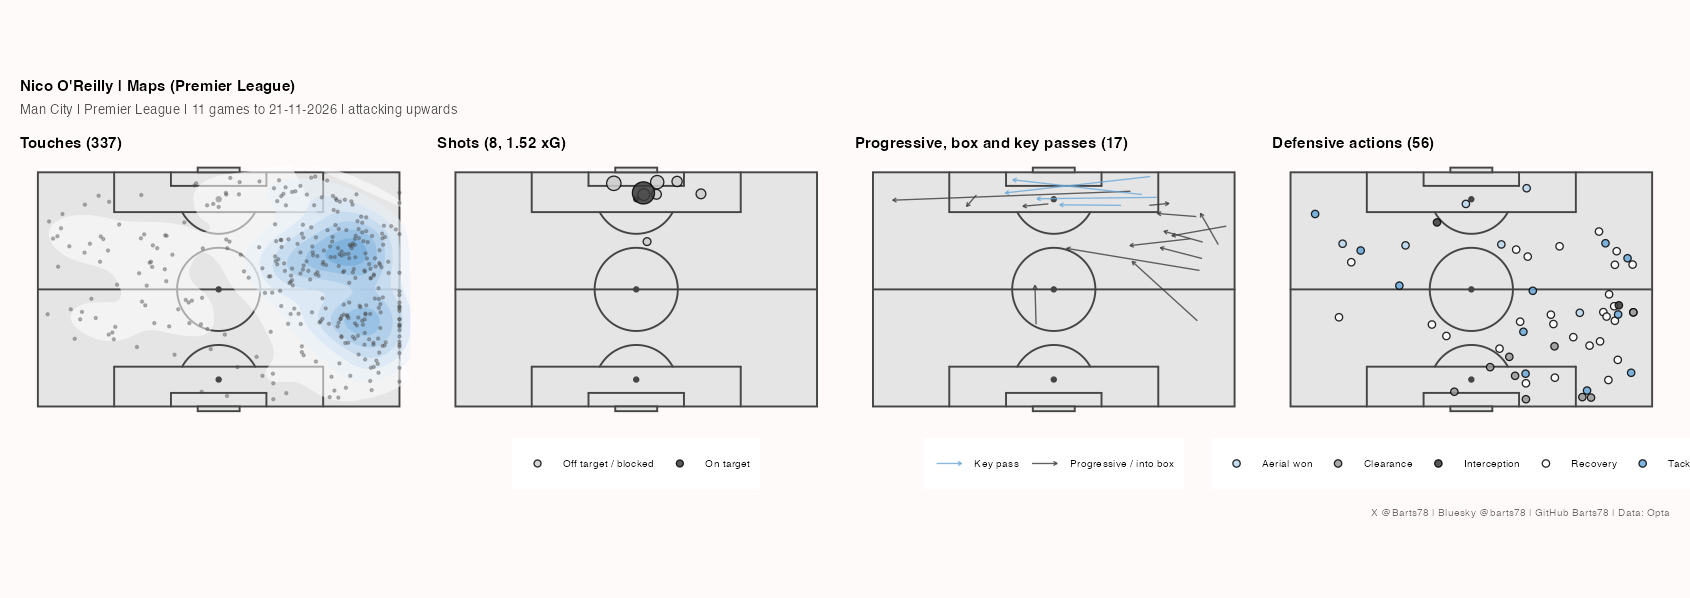 Nico O'Reilly | Maps (Premier League)
Man City | Premier League | 11 games to 21-11-2026 | attacking upwards
Touches (337)
Shots (8, 1.52 xG)
Progressive, box and key passes (17)
Defensive actions (56)
Off target / blocked
On target
Key pass
Progressive / into box
Aerial won
Clearance
Interception
Recovery
Tack
X @Barts78 | Bluesky @barts78 | GitHub Barts78 | Data: Opta